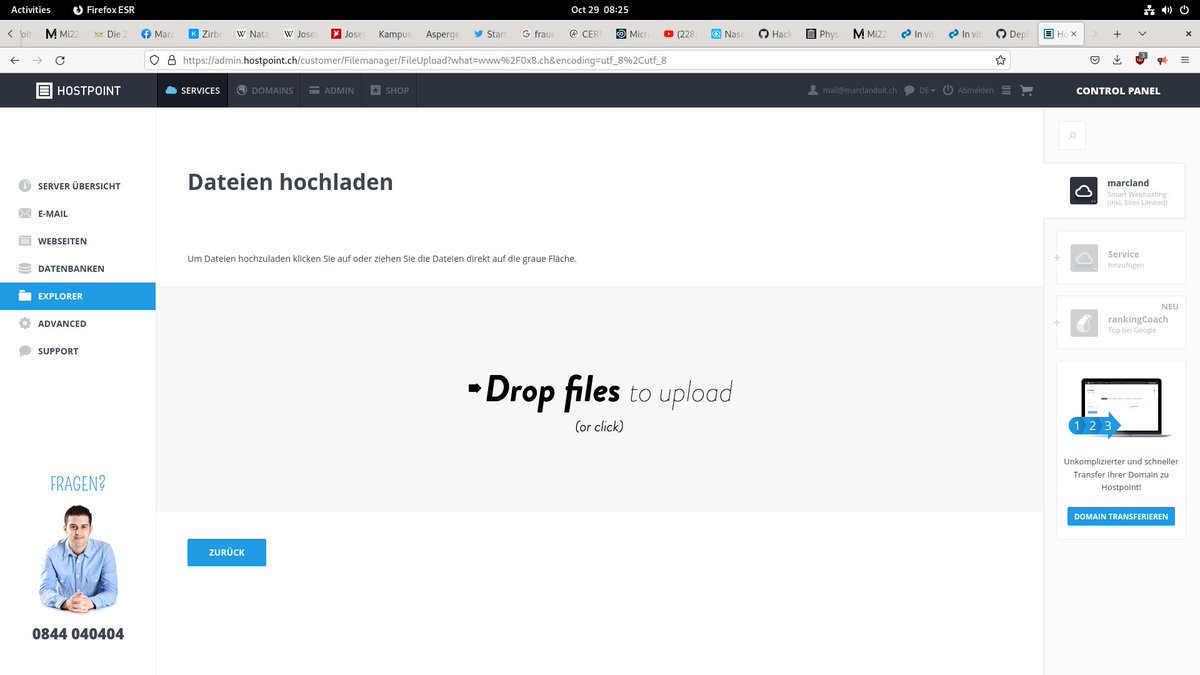 Activities
Firefox ESR
Oct 29 08:25
Mi22
Die Z
Marc
Zirbe
Nata
Josel
Josel
Kampus
Asperge
Start
fraue
CERI
Micro
(228)
Nase
Hack
Phys
Mi22
In vit
In vit
Depl
Ho
https://admin.hostpoint.ch/customer/Filemanager/FileUpload?what=www%2F0x8.ch&encoding=utf_8%2Cutf_8
HOSTPOINT
SERVICES
DOMAINS
ADMIN
SHOP
mail@marclandolt.ch
DE
Abmelden
CONTROL PANEL
SERVER ÜBERSICHT
E-MAIL
WEBSEITEN
DATENBANKEN
EXPLORER
ADVANCED
SUPPORT
FRAGEN?
0844 040404
Dateien hochladen
Um Dateien hochzuladen klicken Sie auf oder ziehen Sie die Dateien direkt auf die graue Fläche.
Drop files to upload
(or click)
ZURÜCK
marcland
Smart Webhosting
(inkl. Sites Limited)
+
Service
hinzufügen
NEU
+
rankingCoach
Top bei Google
1 2 3
Unkomplizierter und schneller
Transfer Ihrer Domain zu
Hostpoint!
DOMAIN TRANSFERIEREN